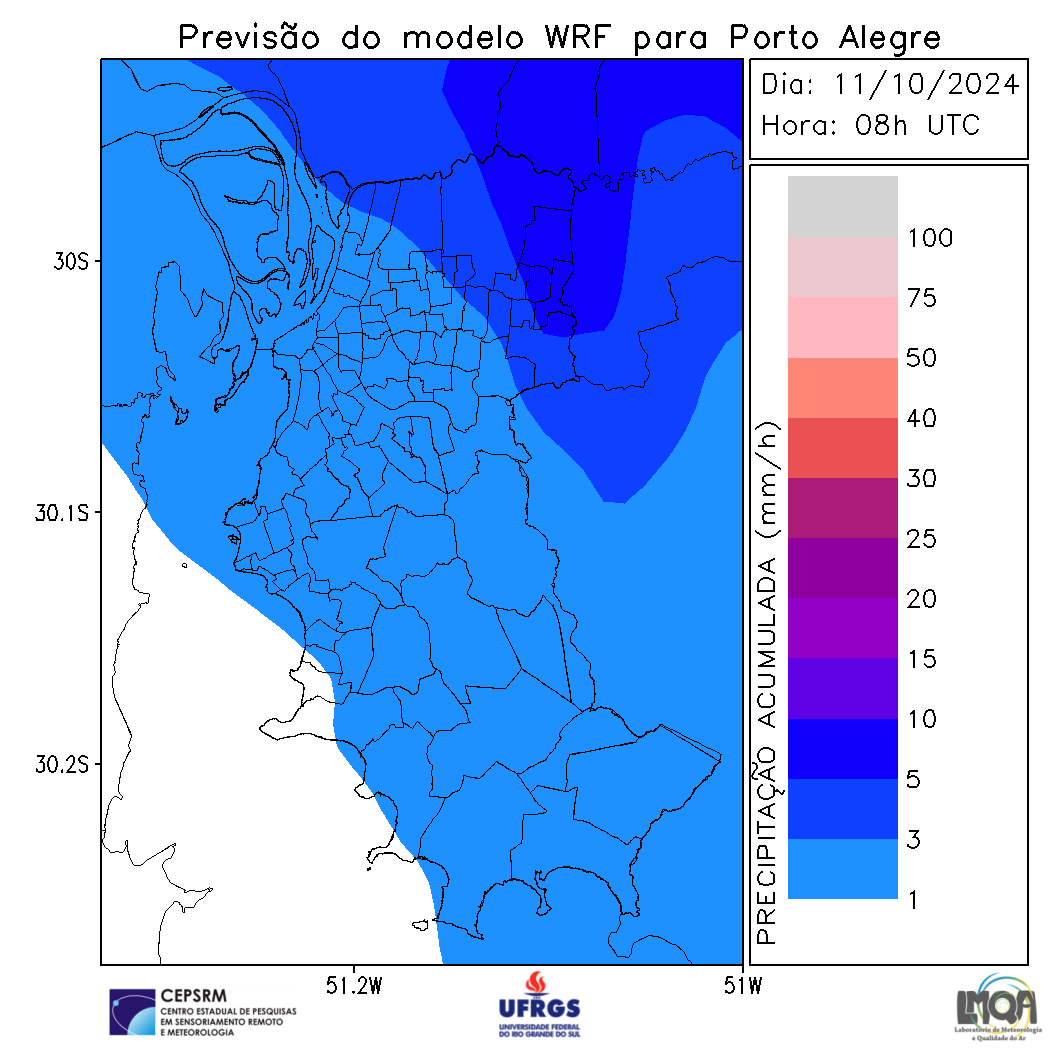 Previsão do modelo WRF para Porto Alegre
Dia: 11/10/2024
Hora: 08h UTC
30S
30.1S
30.2S
51.2W
51W
PRECIPITAÇÃO ACUMULADA (mm/h)
100
75
50
40
30
25
20
15
10
5
3
1
CEPSRM
CENTRO ESTADUAL DE PESQUISAS
EM SENSORIAMENTO REMOTO
E METEOROLOGIA
UFRGS
UNIVERSIDADE FEDERAL
DO RIO GRANDE DO SUL
LMQA
Laboratório de Meteorologia
e Qualidade do Ar